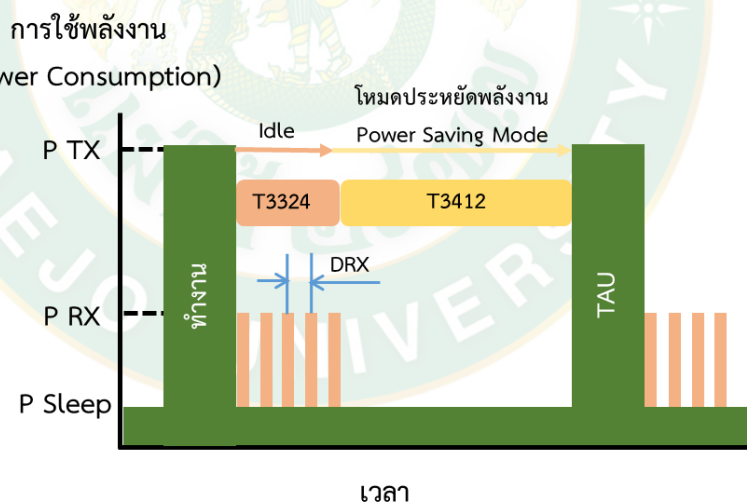 การใช้พลังงาน
wer Consumption)
โหมดประหยัดพลังงาน
Idle
Power Saving Mode
P TX
T3324
T3412
DRX
ทำงาน
TAU
P RX
P Sleep
เวลา
MEJO UNIVERSITY